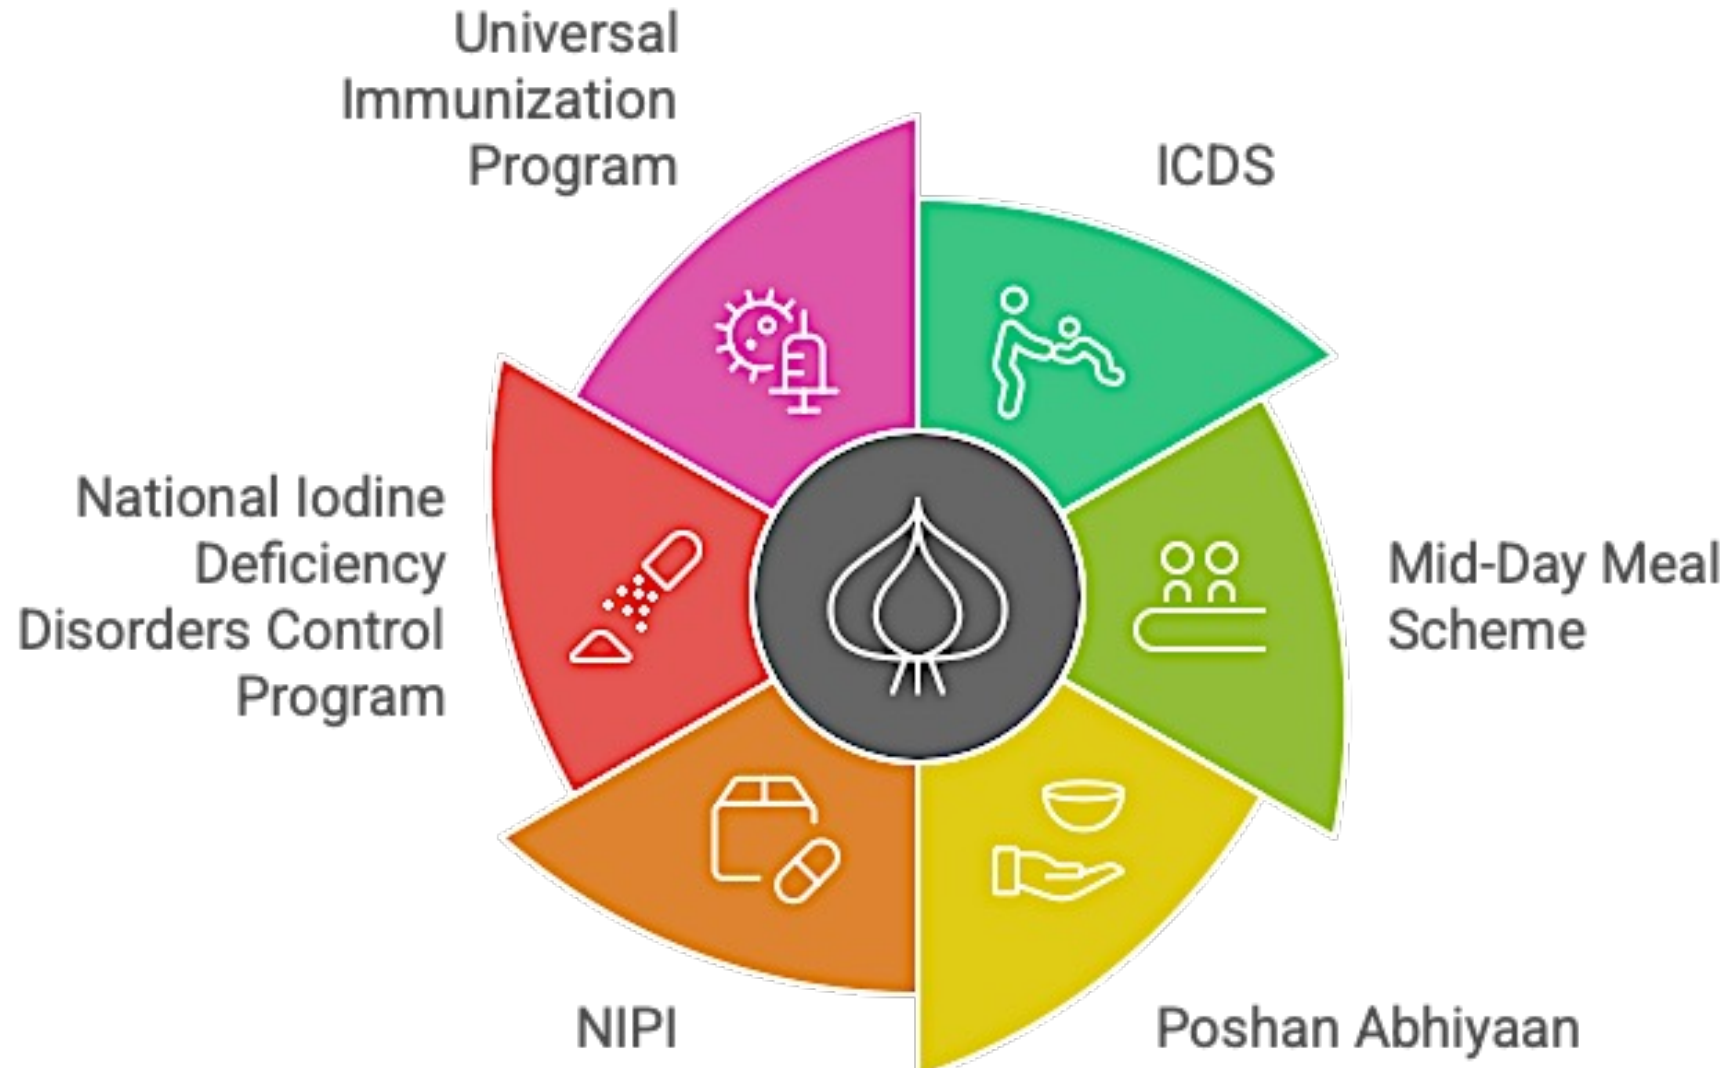 Universal
Immunization
Program
ICDS
National Iodine
Deficiency
Disorders Control
Program
Mid-Day Meal
Scheme
NIPI
Poshan Abhiyaan